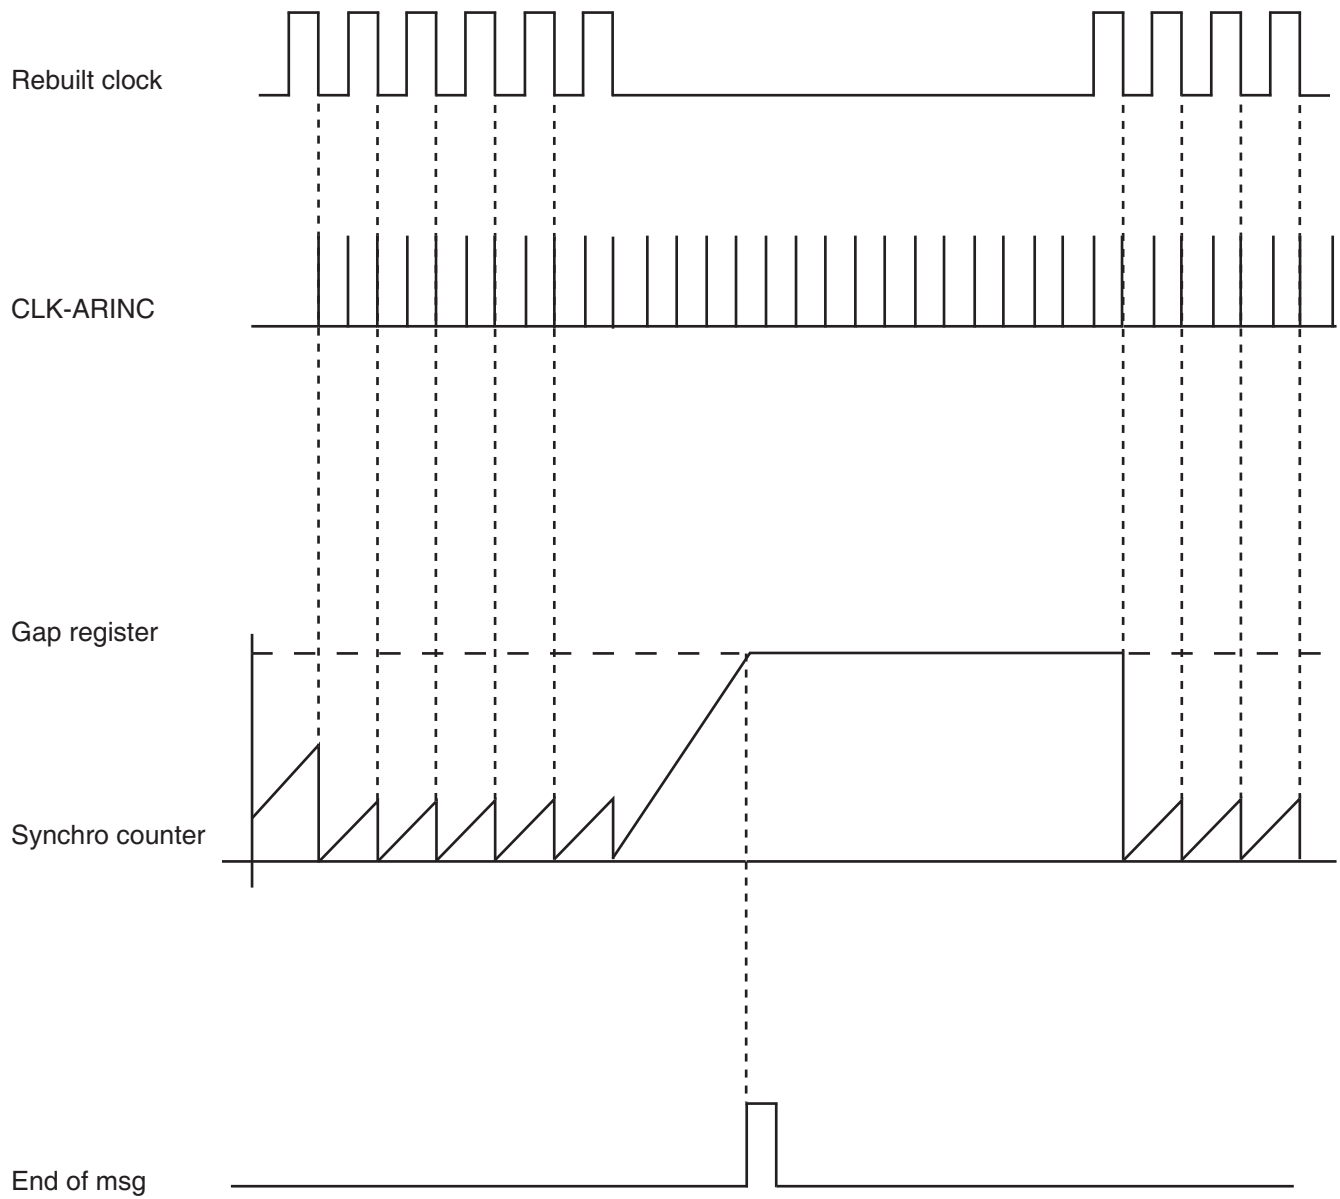 Rebuilt clock
CLK-ARINC
Gap register
Synchro counter
End of msg